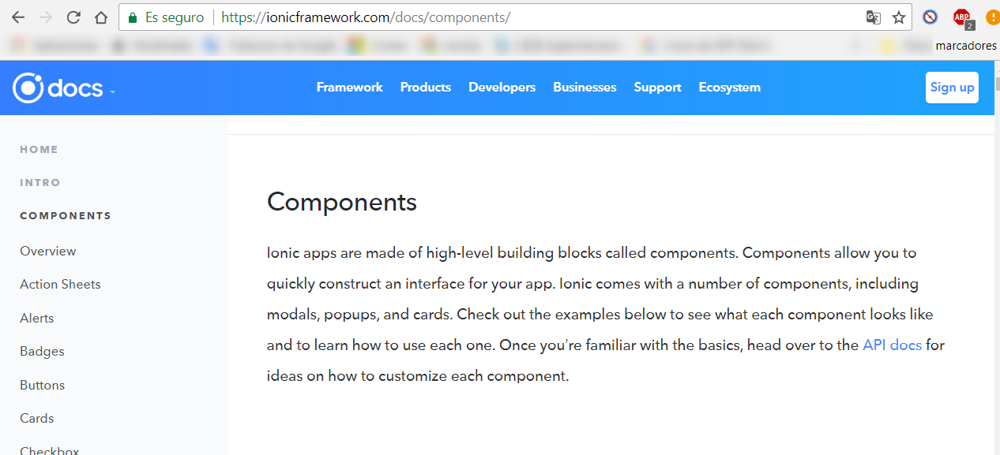 Es seguro https://ionicframework.com/docs/components/
ABP
2
marcadores
docs Framework Products Developers Businesses Support Ecosystem Sign up
HOME
INTRO
COMPONENTS
Overview
Action Sheets
Alerts
Badges
Buttons
Cards
Checkbox
Components
Ionic apps are made of high-level building blocks called components. Components allow you to
quickly construct an interface for your app. Ionic comes with a number of components, including
modals, popups, and cards. Check out the examples below to see what each component looks like
and to learn how to use each one. Once you’re familiar with the basics, head over to the API docs for
ideas on how to customize each component.